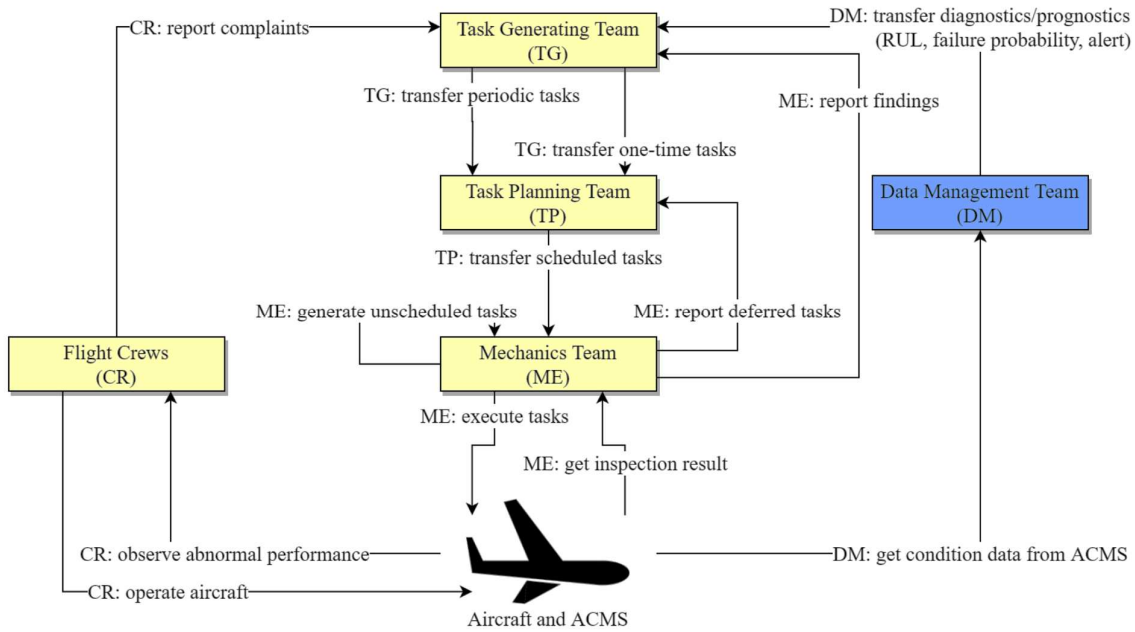 CR: report complaints
Task Generating Team
(TG)
DM: transfer diagnostics/prognostics
(RUL, failure probability, alert)
TG: transfer periodic tasks
ME: report findings
TG: transfer one-time tasks
Task Planning Team
(TP)
Data Management Team
(DM)
TP: transfer scheduled tasks
ME: generate unscheduled tasks
ME: report deferred tasks
Flight Crews
(CR)
Mechanics Team
(ME)
ME: execute tasks
ME: get inspection result
CR: observe abnormal performance
DM: get condition data from ACMS
CR: operate aircraft
Aircraft and ACMS